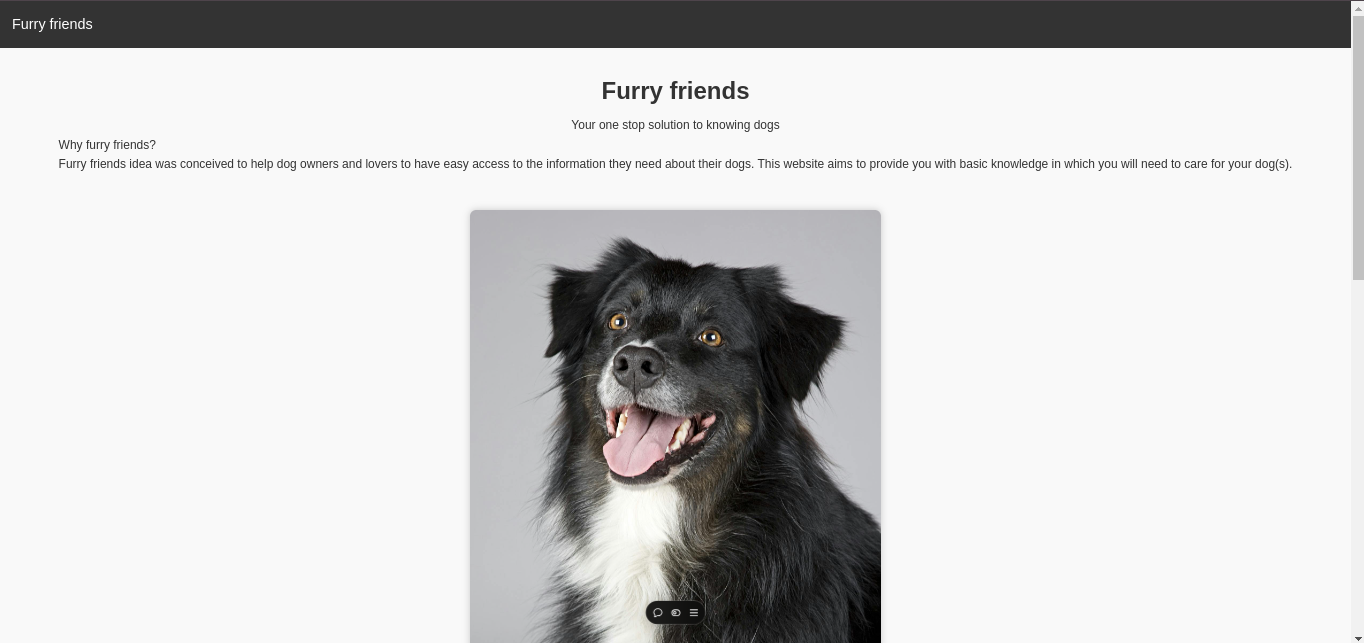 Furry friends
Furry friends
Your one stop solution to knowing dogs
Why furry friends?
Furry friends idea was conceived to help dog owners and lovers to have easy access to the information they need about their dogs. This website aims to provide you with basic knowledge in which you will need to care for your dog(s).